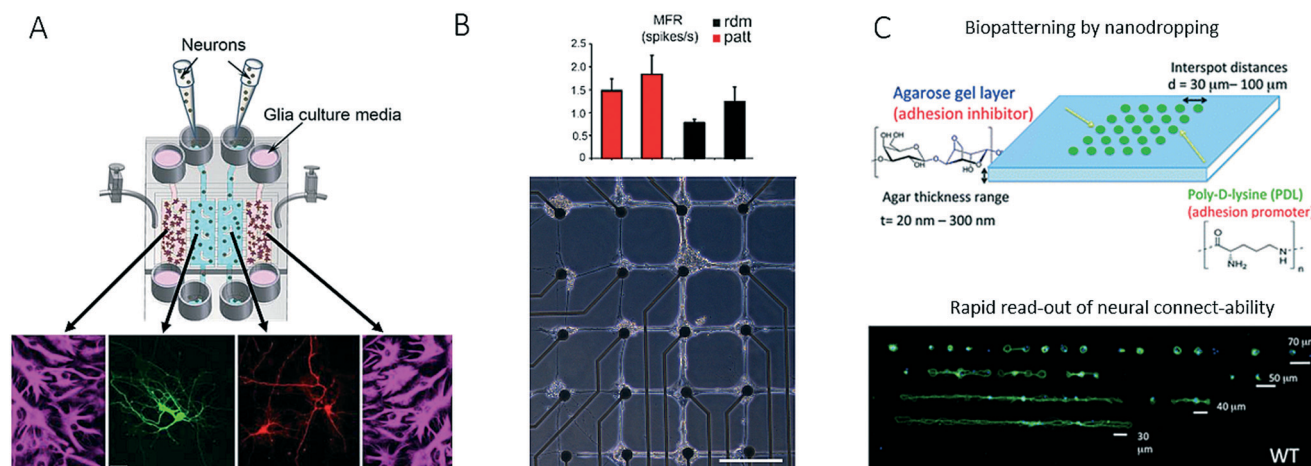 A
Neurons
Glia culture media
B
MFR
(spikes/s)
rdm
patt
2.5
2.0
1.5
1.0
0.5
0
C
Biopatterning by nanodropping
Interspot distances
d = 30 μm– 100 μm
Agarose gel layer
(adhesion inhibitor)
OH
OH
O
HO
O
Agar thickness range
t= 20 nm – 300 nm
Poly-D-lysine (PDL)
(adhesion promoter)
O
NH₂
N
H
n
Rapid read-out of neural connect-ability
70 μm
50 μm
40 μm
30
μm
WT